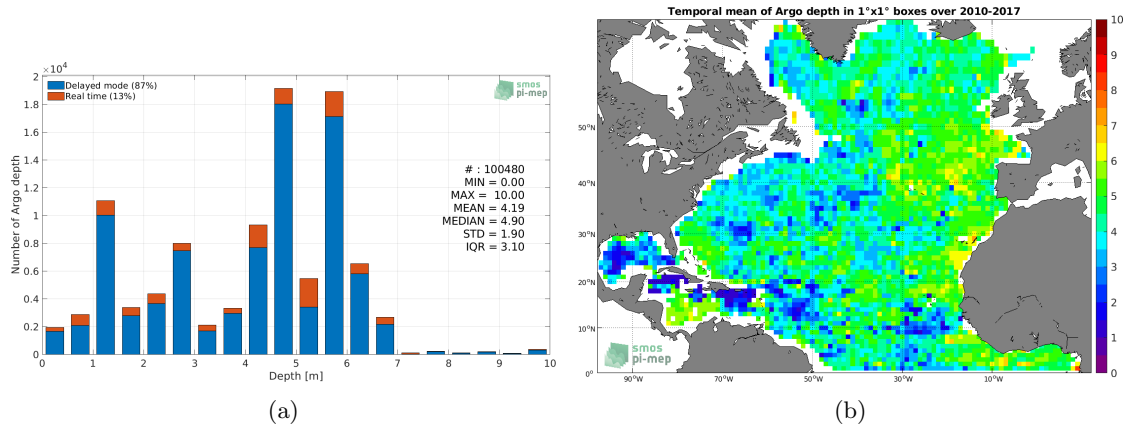 ×10⁴
2
1.8
1.6
1.4
1.2
1
0.8
0.6
0.4
0.2
0
Number of Argo depth
Delayed mode (87%)
Real time (13%)
smos
pi-mep
# : 100480
MIN = 0.00
MAX = 10.00
MEAN = 4.19
MEDIAN = 4.90
STD = 1.90
IQR = 3.10
0 1 2 3 4 5 6 7 8 9 10
Depth [m]
(a)
Temporal mean of Argo depth in 1°x1° boxes over 2010-2017
50°N
40°N
30°N
20°N
10°N
0°
90°W 70°W 50°W 30°W 10°W
smos
pi-mep
10
9
8
7
6
5
4
3
2
1
0
(b)